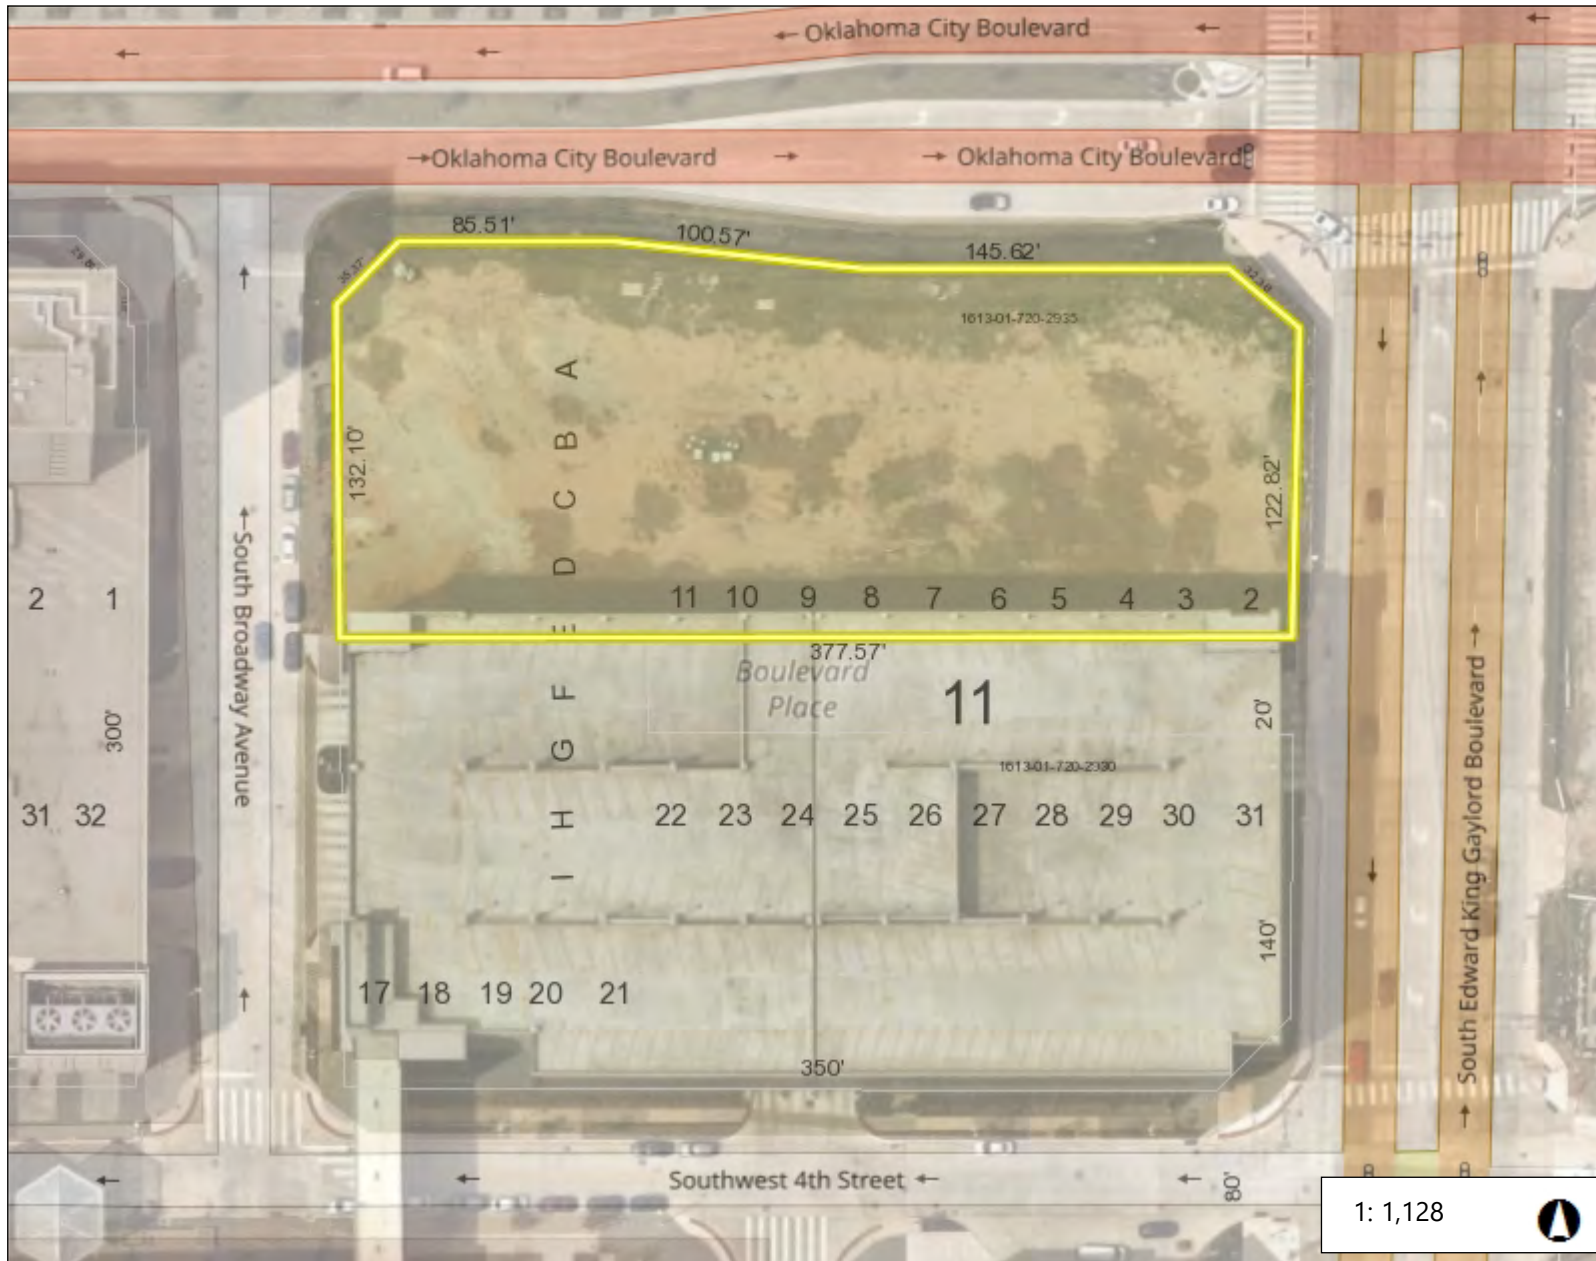 ← Oklahoma City Boulevard ←
← ←
→ Oklahoma City Boulevard → → Oklahoma City Boulevard
85.51'
100.57'
145.62'
35.37'
1613-01-720-2935
A
B
C
D
E
F
G
H
I
132.10'
122.82'
11 10 9 8 7 6 5 4 3 2
377.57'
Boulevard
Place
11
20'
1613-01-720-2930
22 23 24 25 26 27 28 29 30 31
140'
17 18 19 20 21
350'
2 1
300'
31 32
← South Broadway Avenue
South Edward King Gaylord Boulevard →
← Southwest 4th Street ← ←
80'
1: 1,128